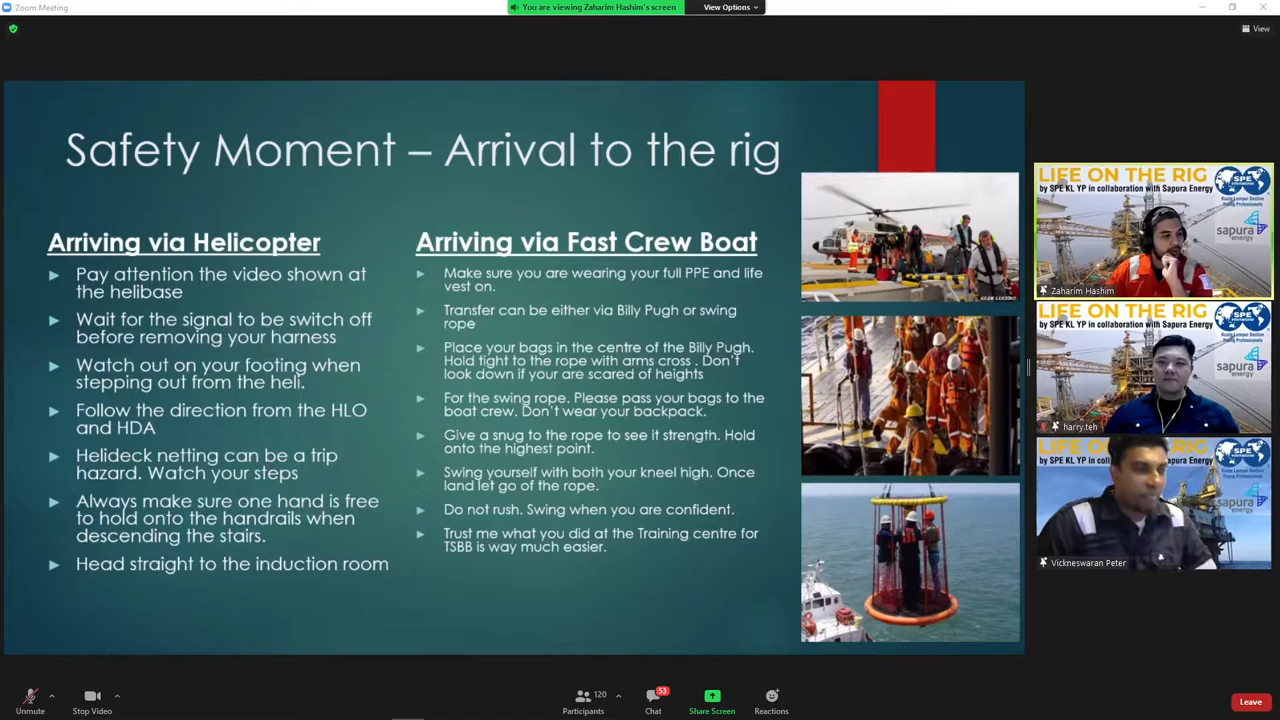 Zoom Meeting
You are viewing Zaharim Hashim's screen
View Options
View
Safety Moment – Arrival to the rig
Arriving via Helicopter
Pay attention the video shown at
the helibase
Wait for the signal to be switch off
before removing your harness
Watch out on your footing when
stepping out from the heli.
Follow the direction from the HLO
and HDA
Helideck netting can be a trip
hazard. Watch your steps
Always make sure one hand is free
to hold onto the handrails when
descending the stairs.
Head straight to the induction room
Arriving via Fast Crew Boat
Make sure you are wearing your full PPE and life
vest on.
Transfer can be either via Billy Pugh or swing
rope
Place your bags in the centre of the Billy Pugh.
Hold tight to the rope with arms cross . Don't
look down if your are scared of heights
For the swing rope. Please pass your bags to the
boat crew. Don't wear your backpack.
Give a snug to the rope to see it strength. Hold
onto the highest point.
Swing yourself with both your kneel high. Once
land let go of the rope.
Do not rush. Swing when you are confident.
Trust me what you did at the Training centre for
TSBB is way much easier.
LIFE ON THE RIG
by SPE KL YP in collaboration with Sapura Energy
SPE
International
Kuala Lumpur Section
Young Professionals
sapura
energy
Zaharim Hashim
LIFE ON THE RIG
by SPE KL YP in collaboration with Sapura Energy
SPE
International
Kuala Lumpur Section
Young Professionals
sapura
energy
harry.teh
LIFE ON THE RIG
by SPE KL YP in collaboration with Sapura Energy
SPE
International
Kuala Lumpur Section
Young Professionals
sapura
energy
Vickneswaran Peter
Unmute
Stop Video
120
Participants
53
Chat
Share Screen
Reactions
Leave